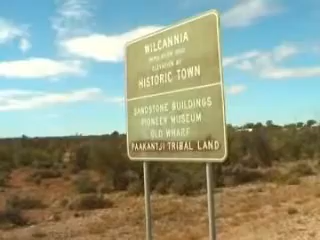 WILCANNIA
HISTORIC TOWN
SANDSTONE BUILDINGS
PIONEER MUSEUM
OLD WHARF
PAAKANTJI TRIBAL LAND